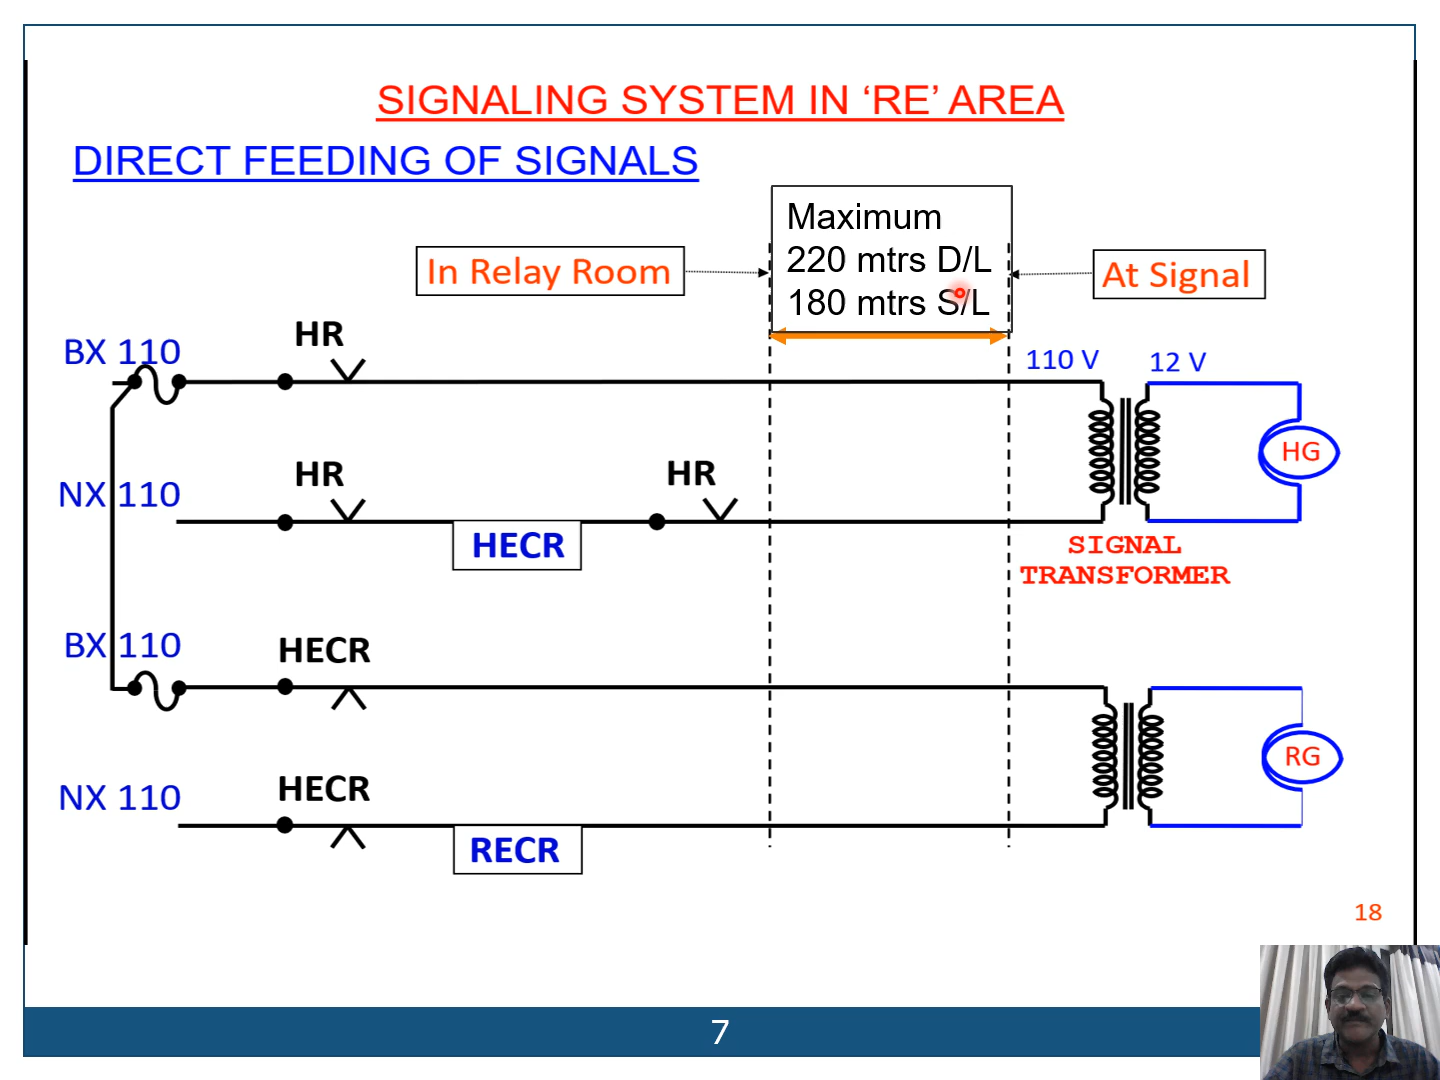 SIGNALING SYSTEM IN ‘RE’ AREA
DIRECT FEEDING OF SIGNALS
Maximum
220 mtrs D/L
180 mtrs S/L
In Relay Room
At Signal
BX 110
HR
110 V
12 V
HG
NX 110
HR
HR
HECR
SIGNAL
TRANSFORMER
BX 110
HECR
RG
NX 110
HECR
RECR
18
7